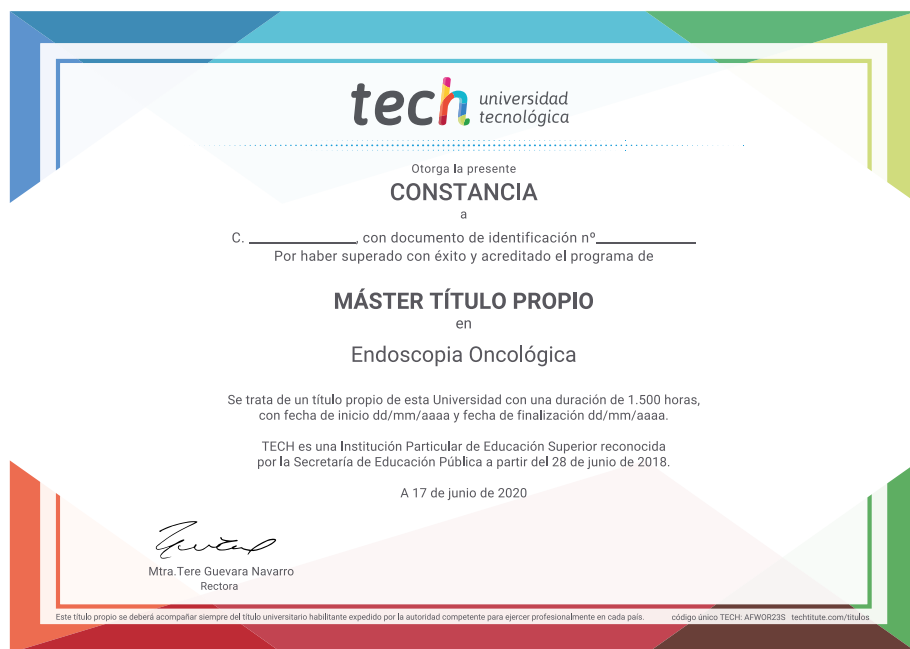 tech universidad
tecnológica
Otorga la presente
CONSTANCIA
a
C. ____________, con documento de identificación nº____________
Por haber superado con éxito y acreditado el programa de
MÁSTER TÍTULO PROPIO
en
Endoscopia Oncológica
Se trata de un título propio de esta Universidad con una duración de 1.500 horas,
con fecha de inicio dd/mm/aaaa y fecha de finalización dd/mm/aaaa.
TECH es una Institución Particular de Educación Superior reconocida
por la Secretaría de Educación Pública a partir del 28 de junio de 2018.
A 17 de junio de 2020
Mtra.Tere Guevara Navarro
Rectora
Este título propio se deberá acompañar siempre del título universitario habilitante expedido por la autoridad competente para ejercer profesionalmente en cada país. código único TECH: AFWOR23S techtitute.com/titulos